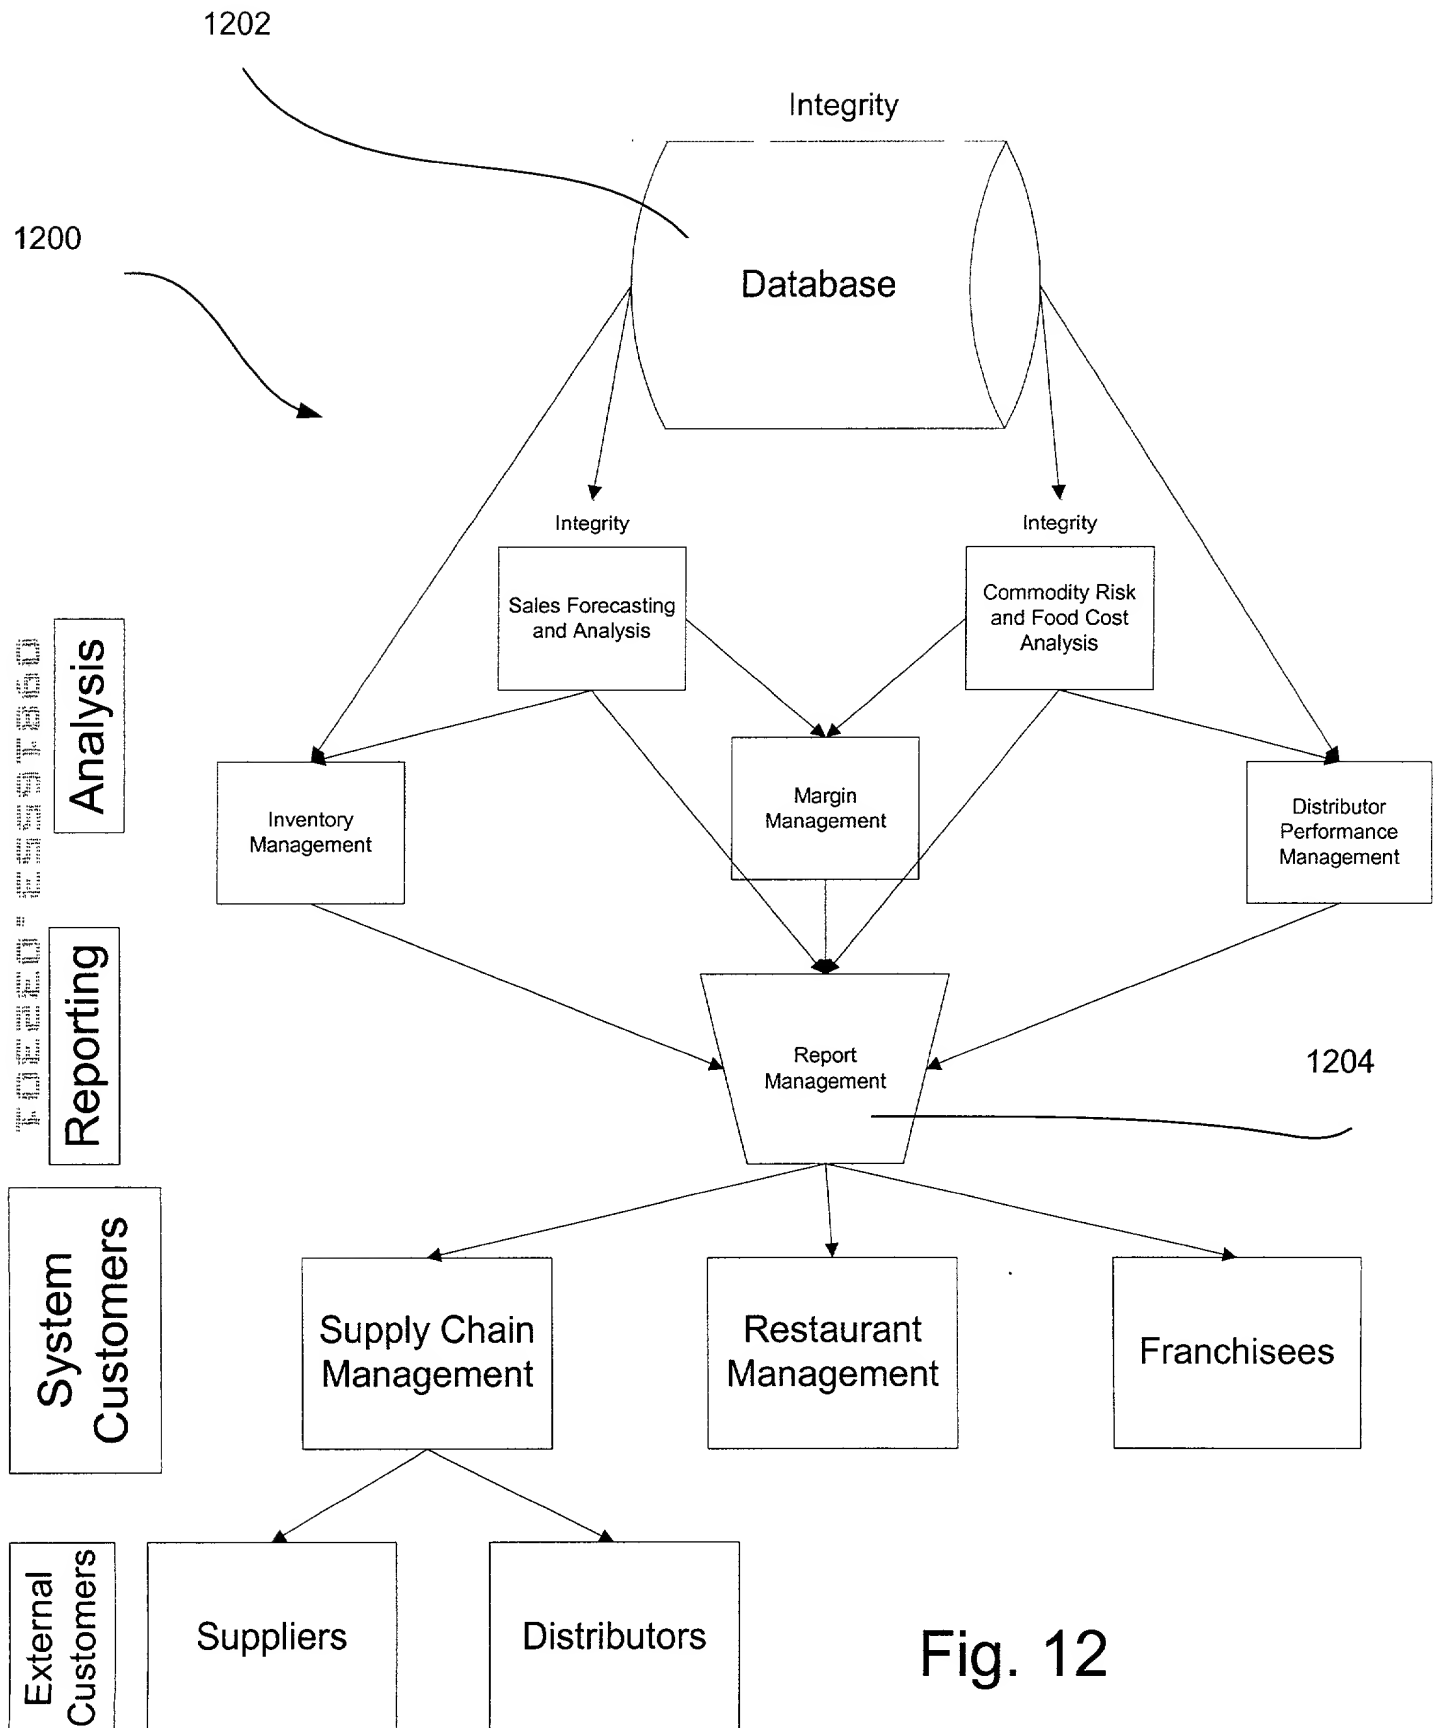 1202
Integrity
1200
Database
Integrity
Integrity
Sales Forecasting
and Analysis
Commodity Risk
and Food Cost
Analysis
Analysis
Inventory
Management
Margin
Management
Distributor
Performance
Management
Reporting
Report
Management
1204
System
Customers
Supply Chain
Management
Restaurant
Management
Franchisees
External
Customers
Suppliers
Distributors
Fig. 12